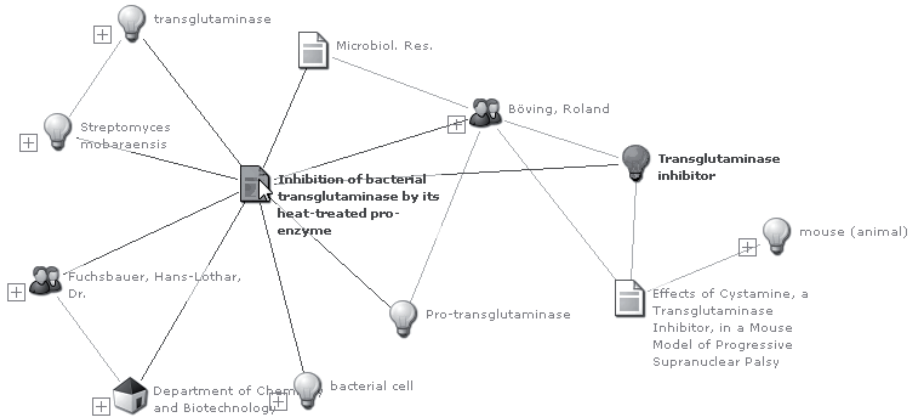 transglutaminase
Microbiol. Res.
Böving, Roland
Streptomyces
mobaraensis
Transglutaminase
inhibitor
Inhibition of bacterial
transglutaminase by its
heat-treated pro-
enzyme
mouse (animal)
Fuchsbauer, Hans-Lothar,
Dr.
Effects of Cystamine, a
Transglutaminase
Inhibitor, in a Mouse
Model of Progressive
Supranuclear Palsy
Pro-transglutaminase
Department of Chemistry
and Biotechnology
bacterial cell